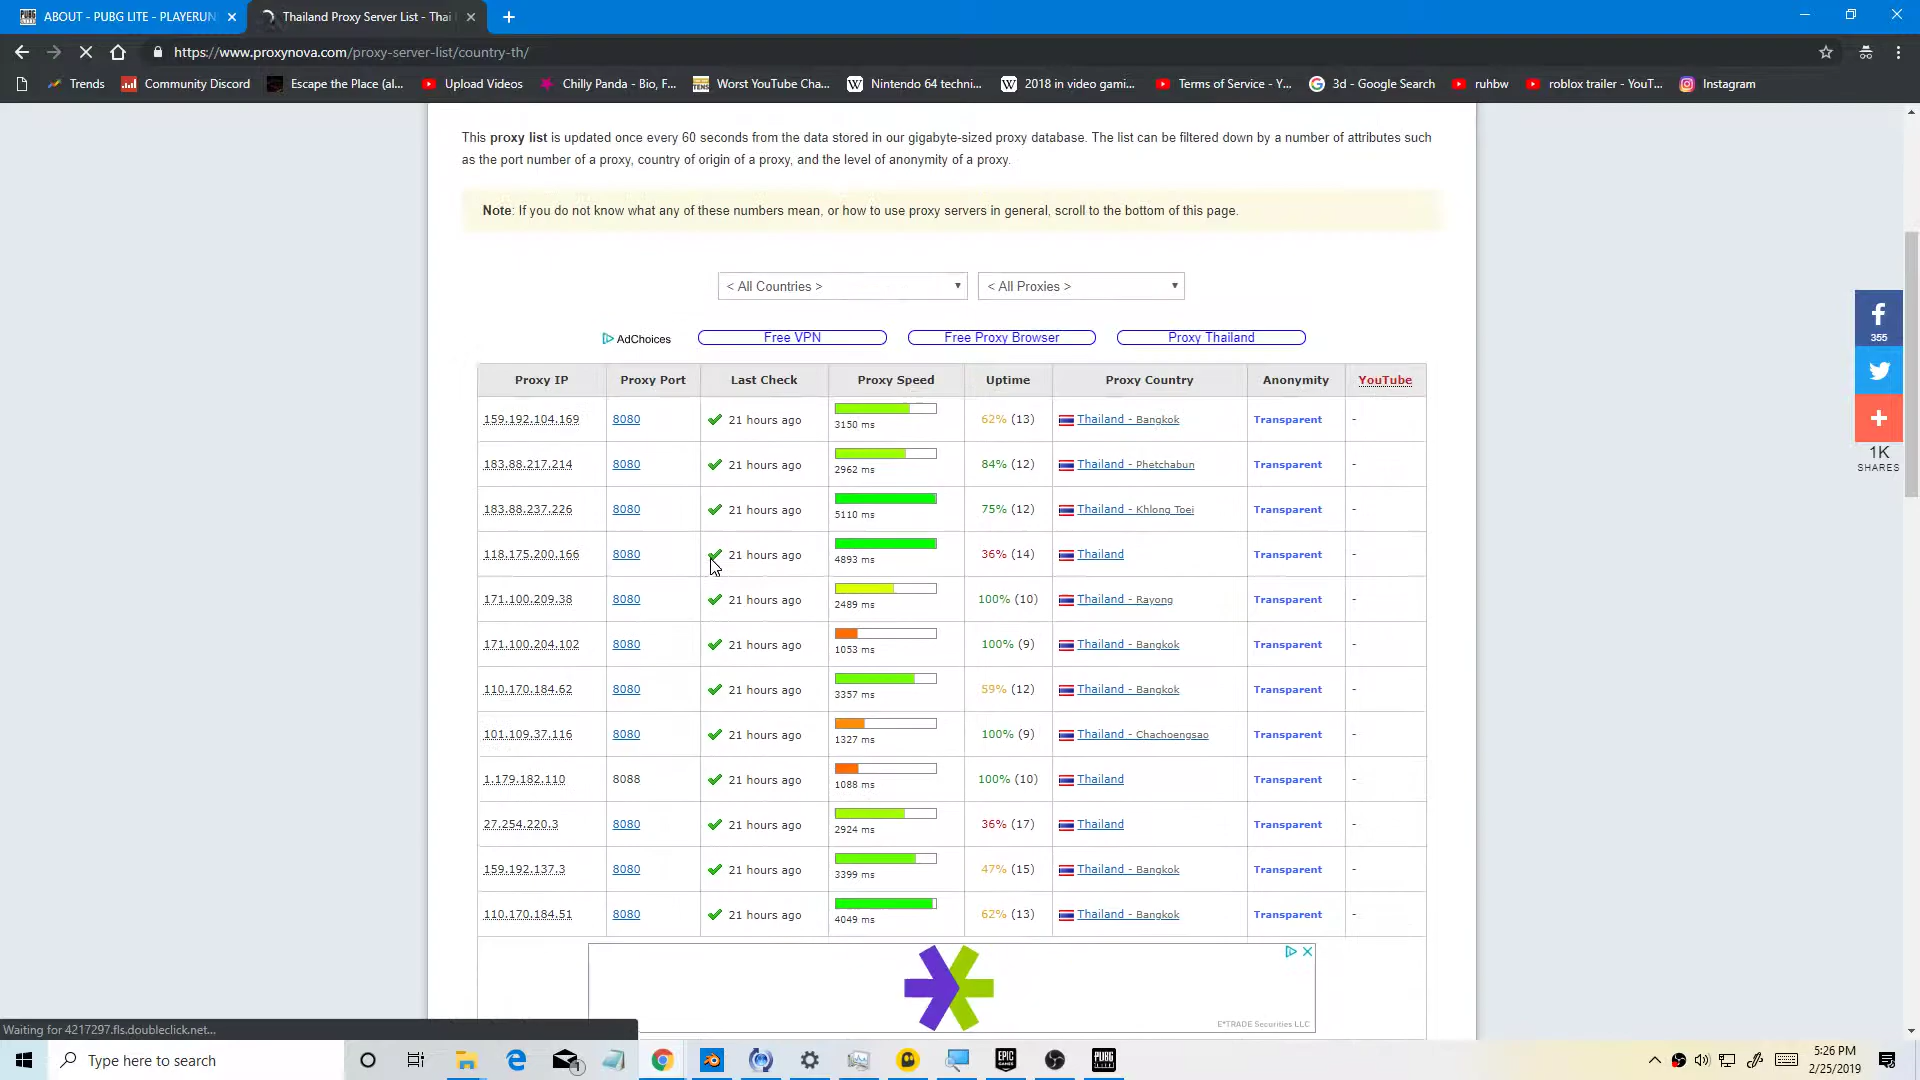 ABOUT - PUBG LITE - PLAYERUN
Thailand Proxy Server List - Thai
https://www.proxynova.com/proxy-server-list/country-th/
Trends Community Discord Escape the Place (al... Upload Videos Chilly Panda - Bio, F... Worst YouTube Cha... Nintendo 64 techni... 2018 in video gami... Terms of Service - Y... 3d - Google Search ruhbw roblox trailer - YouT... Instagram
This proxy list is updated once every 60 seconds from the data stored in our gigabyte-sized proxy database. The list can be filtered down by a number of attributes such
as the port number of a proxy, country of origin of a proxy, and the level of anonymity of a proxy.
Note: If you do not know what any of these numbers mean, or how to use proxy servers in general, scroll to the bottom of this page.
< All Countries > < All Proxies >
AdChoices Free VPN Free Proxy Browser Proxy Thailand
Proxy IP Proxy Port Last Check Proxy Speed Uptime Proxy Country Anonymity YouTube
159.192.104.169 8080 21 hours ago 3150 ms 62% (13) Thailand - Bangkok Transparent -
183.88.217.214 8080 21 hours ago 2962 ms 84% (12) Thailand - Phetchabun Transparent -
183.88.237.226 8080 21 hours ago 5110 ms 75% (12) Thailand - Khlong Toei Transparent -
118.175.200.166 8080 21 hours ago 4893 ms 36% (14) Thailand Transparent -
171.100.209.38 8080 21 hours ago 2489 ms 100% (10) Thailand - Rayong Transparent -
171.100.204.102 8080 21 hours ago 1053 ms 100% (9) Thailand - Bangkok Transparent -
110.170.184.62 8080 21 hours ago 3357 ms 59% (12) Thailand - Bangkok Transparent -
101.109.37.116 8080 21 hours ago 1327 ms 100% (9) Thailand - Chachoengsao Transparent -
1.179.182.110 8088 21 hours ago 1088 ms 100% (10) Thailand Transparent -
27.254.220.3 8080 21 hours ago 2924 ms 36% (17) Thailand Transparent -
159.192.137.3 8080 21 hours ago 3399 ms 47% (15) Thailand - Bangkok Transparent -
110.170.184.51 8080 21 hours ago 4049 ms 62% (13) Thailand - Bangkok Transparent -
355
1K
SHARES
E*TRADE Securities LLC
Waiting for 4217297.fls.doubleclick.net...
Type here to search
5:26 PM
2/25/2019